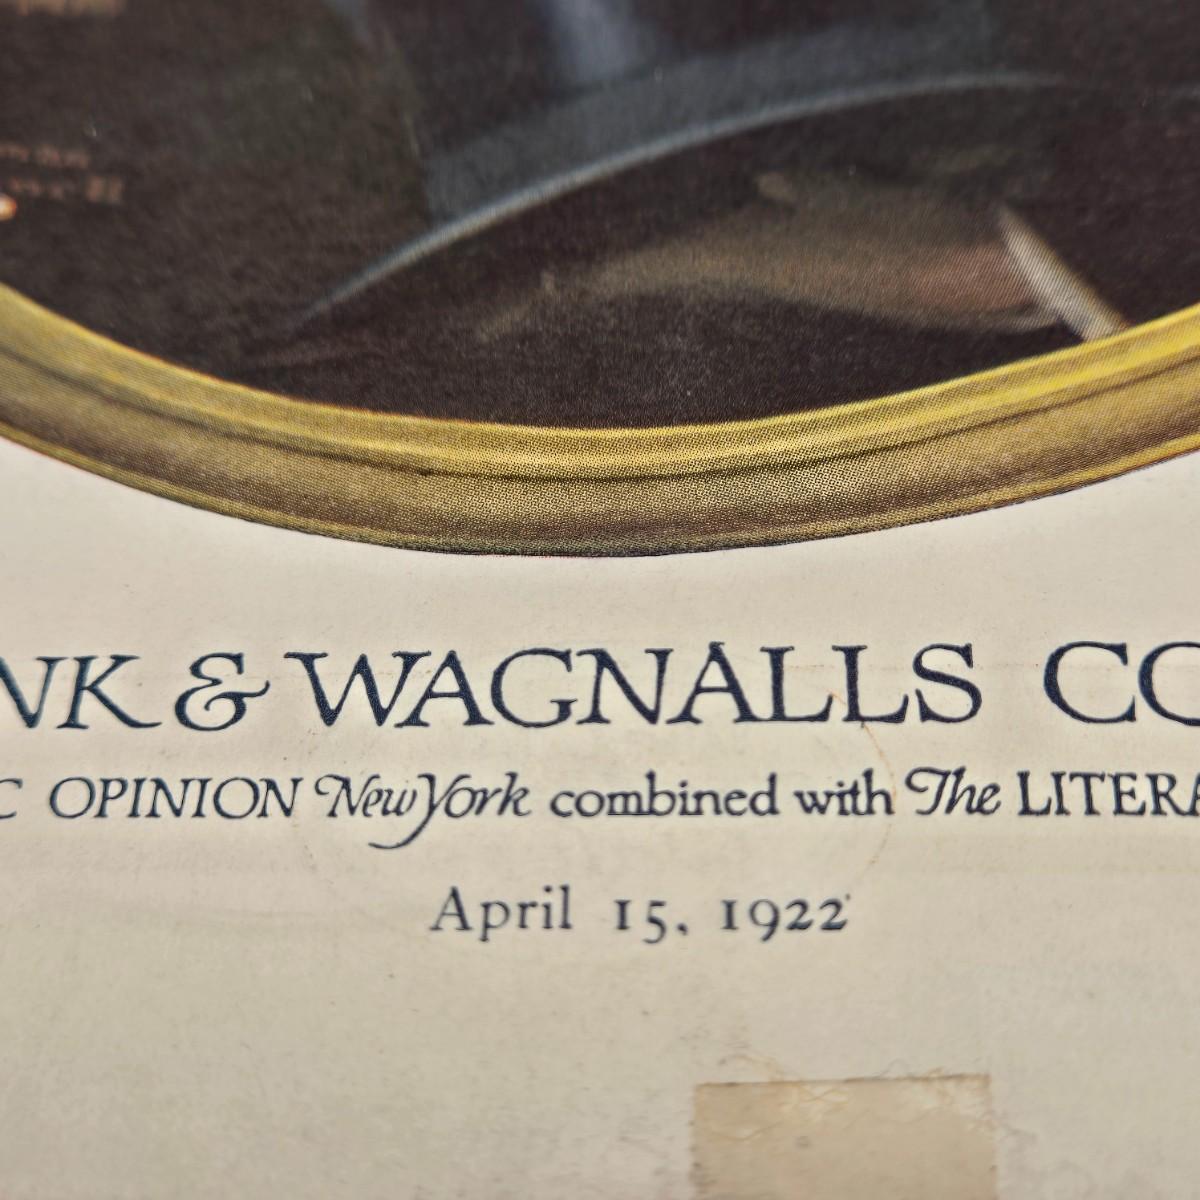 NK & WAGNALLS CO
C OPINION New York combined with The LITERA
April 15, 1922